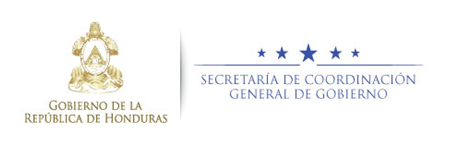 GOBIERNO DE LA
REPÚBLICA DE HONDURAS
SECRETARÍA DE COORDINACIÓN
GENERAL DE GOBIERNO